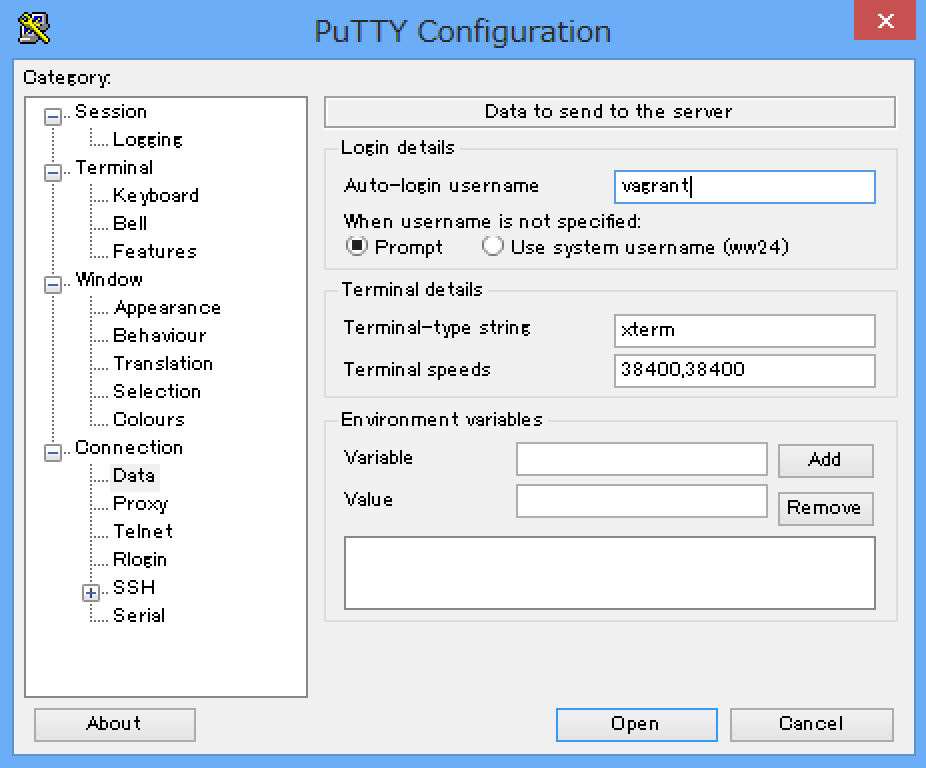 PuTTY Configuration
Category:
Session
Logging
Terminal
Keyboard
Bell
Features
Window
Appearance
Behaviour
Translation
Selection
Colours
Connection
Data
Proxy
Telnet
Rlogin
SSH
Serial
Data to send to the server
Login details
Auto-login username vagrant
When username is not specified:
Prompt Use system username (ww24)
Terminal details
Terminal-type string xterm
Terminal speeds 38400,38400
Environment variables
Variable Add
Value Remove
About Open Cancel